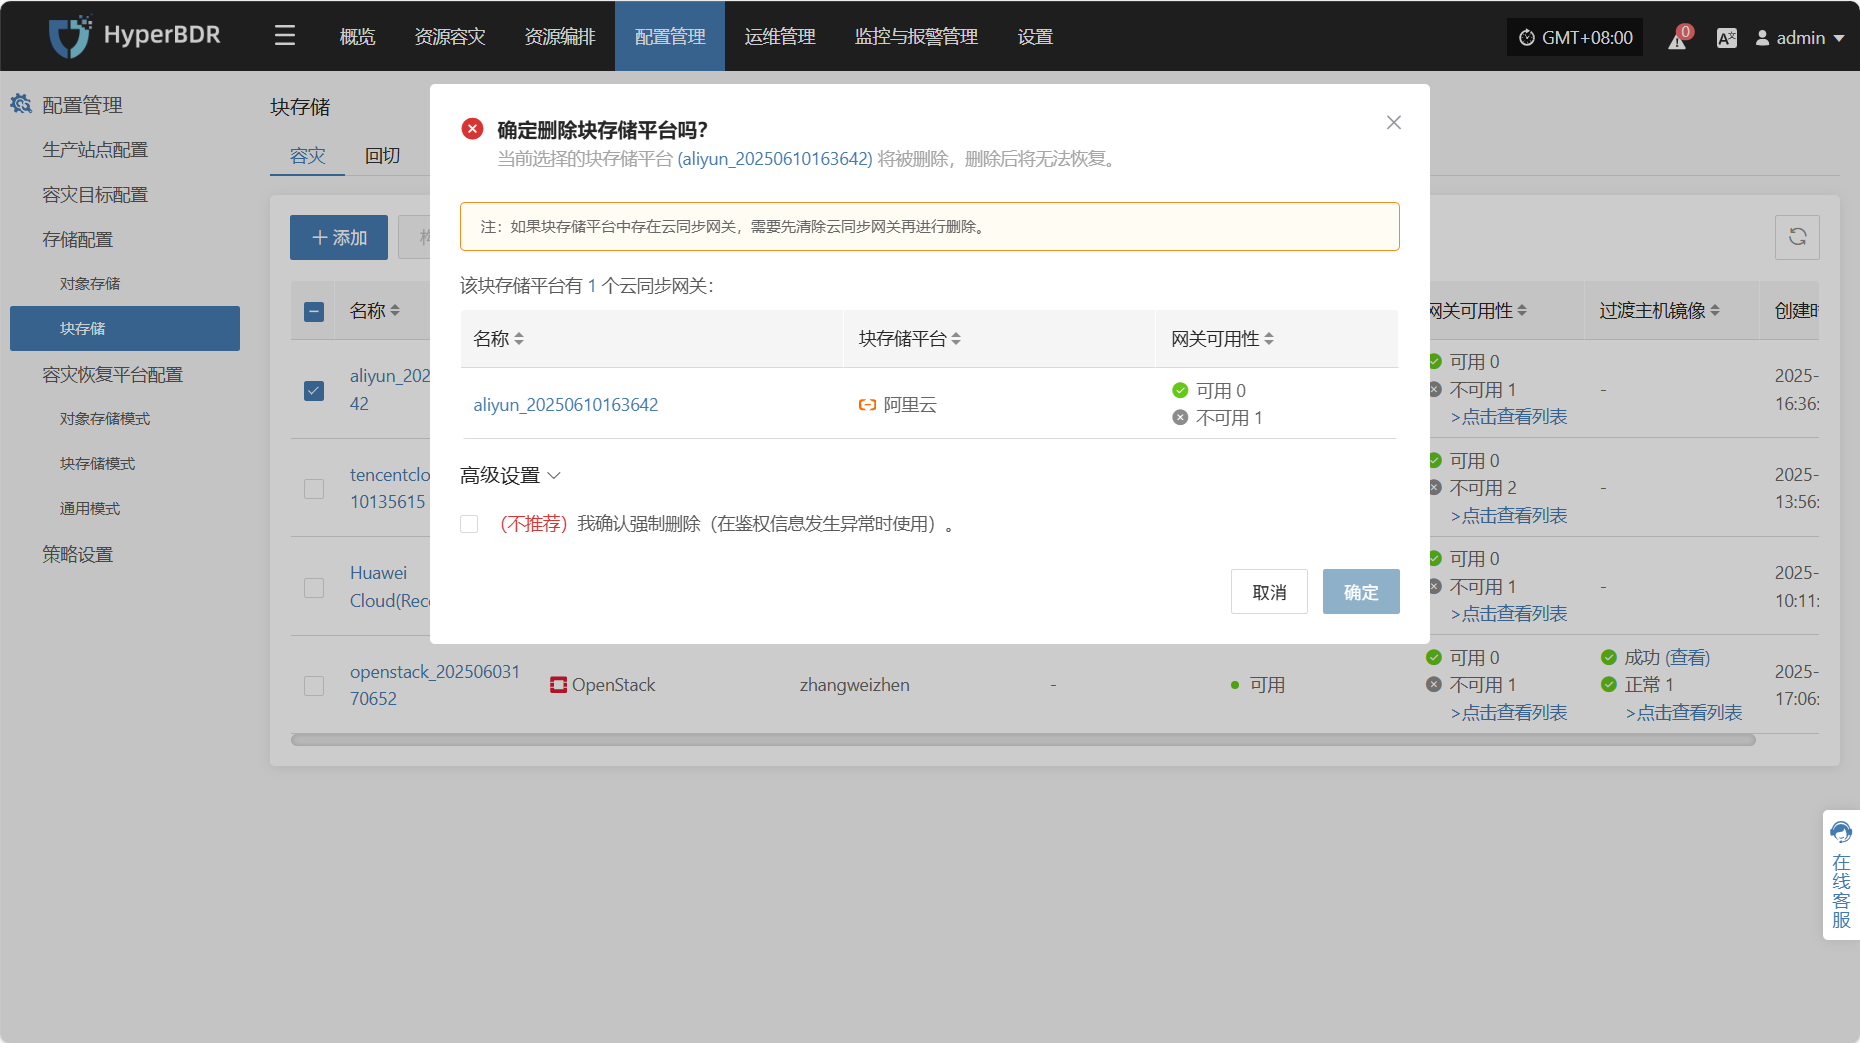 HyperBDR
概览
资源容灾
资源编排
配置管理
运维管理
监控与报警管理
设置
GMT+08:00
0
admin
配置管理
生产站点配置
容灾目标配置
存储配置
对象存储
块存储
容灾恢复平台配置
对象存储模式
块存储模式
通用模式
策略设置
块存储
容灾
回切
添加
名称
网关可用性
过渡主机镜像
创建时
aliyun_202
42
可用 0
不可用 1
>点击查看列表
-
2025-
16:36:
tencentclo
10135615
可用 0
不可用 2
>点击查看列表
-
2025-
13:56:
Huawei
Cloud(Reco
可用 0
不可用 1
>点击查看列表
-
2025-
10:11:
openstack_202506031
70652
OpenStack
zhangweizhen
-
可用
可用 0
不可用 1
>点击查看列表
成功 (查看)
正常 1
>点击查看列表
2025-
17:06:
确定删除块存储平台吗?
当前选择的块存储平台 (aliyun_20250610163642) 将被删除，删除后将无法恢复。
注：如果块存储平台中存在云同步网关，需要先清除云同步网关再进行删除。
该块存储平台有 1 个云同步网关：
名称
块存储平台
网关可用性
aliyun_20250610163642
阿里云
可用 0
不可用 1
高级设置
（不推荐）我确认强制删除（在鉴权信息发生异常时使用）。
取消
确定
在线客服